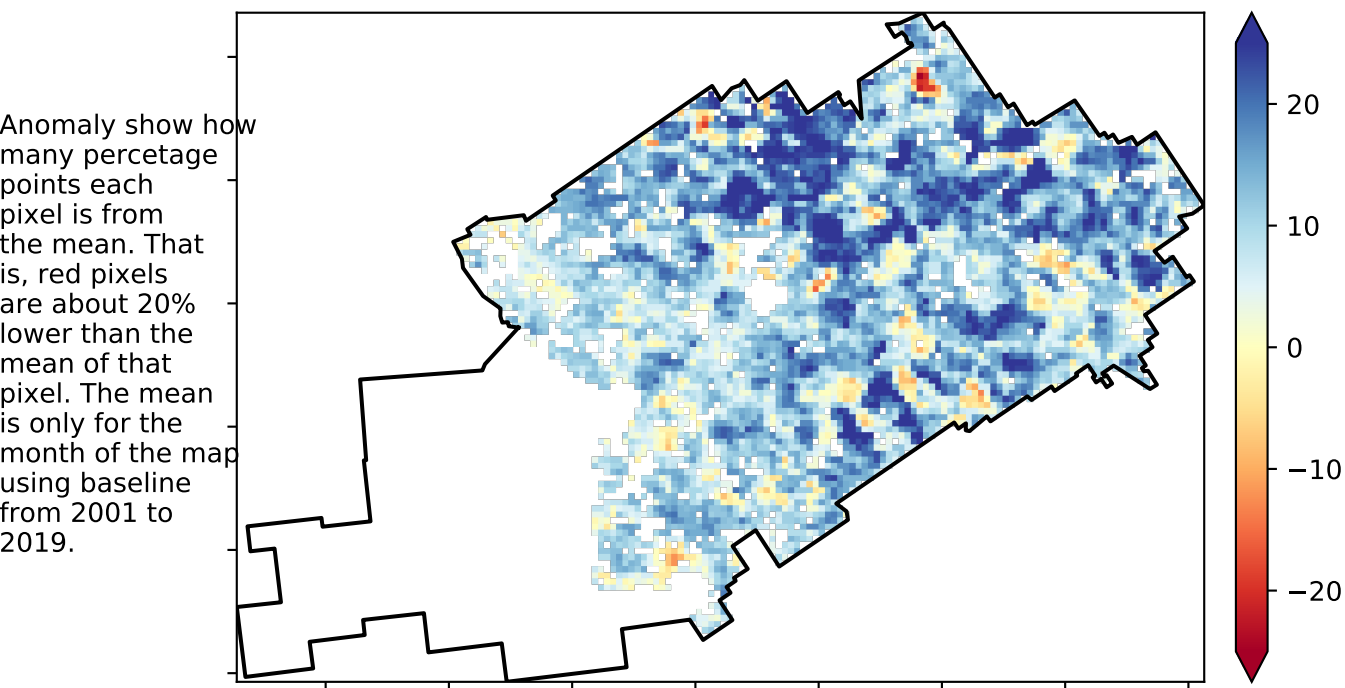 Anomaly show how
many percetage
points each
pixel is from
the mean. That
is, red pixels
are about 20%
lower than the
mean of that
pixel. The mean
is only for the
month of the map
using baseline
from 2001 to
2019.
20
10
0
−10
−20